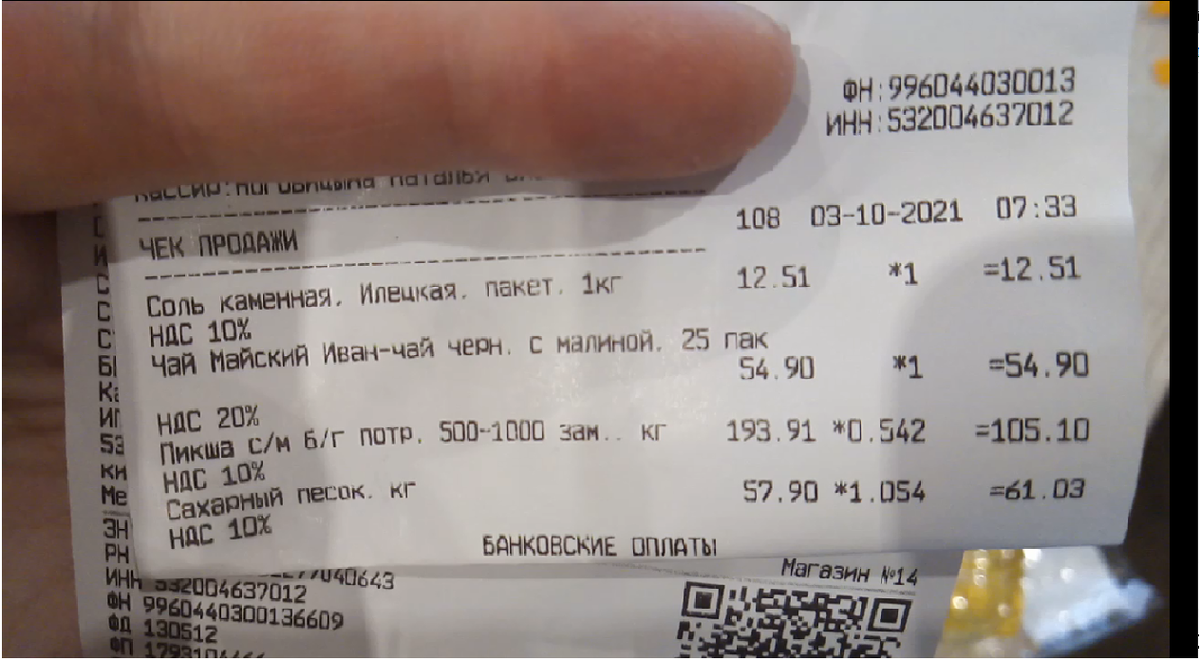 ФН:996044030013
ИНН:532004637012
ЧЕК ПРОДАЖИ 108 03-10-2021 07:33
Соль каменная, Илецкая, пакет, 1кг 12.51 *1 =12.51
НДС 10%
Чай Майский Иван-чай черн. с малиной, 25 пак
54.90 *1 =54.90
НДС 20%
Пикша с/м б/г потр. 500-1000 зам.. кг 193.91 *0.542 =105.10
НДС 10%
Сахарный песок. кг 57.90 *1.054 =61.03
НДС 10%
БАНКОВСКИЕ ОПЛАТЫ
Магазин №14
ЗН
РН
ИНН 532004637012
ФН 9960440300136609
ФД 130512
ФП